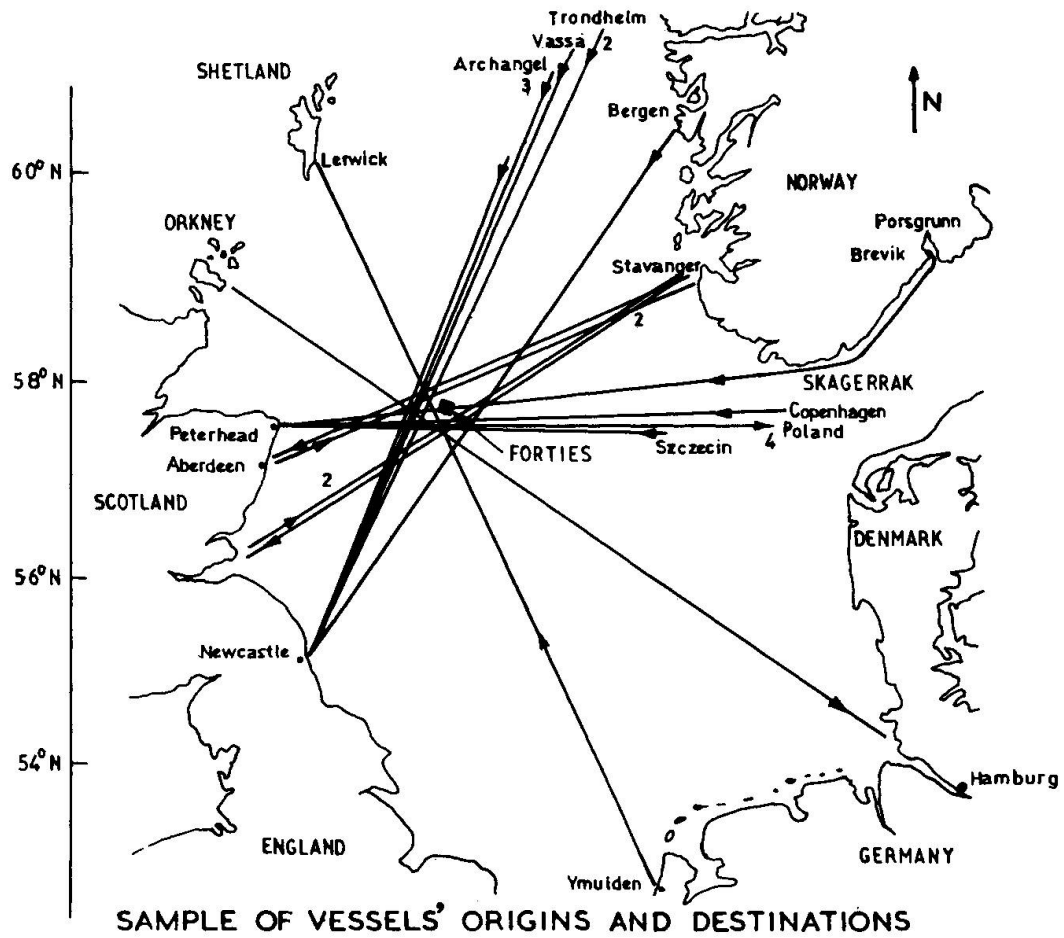 Trondhelm
Vassa 2
SHETLAND
Archangel
3
Bergen
N
Lerwick
60° N
NORWAY
ORKNEY
Porsgrunn
Brevik
Stavanger
2
58° N
SKAGERRAK
Copenhagen
Peterhead
4 Poland
Aberdeen
FORTIES
Szczecin
2
SCOTLAND
DENMARK
56° N
Newcastle
54° N
Hamburg
ENGLAND
GERMANY
Ymuiden
SAMPLE OF VESSELS' ORIGINS AND DESTINATIONS